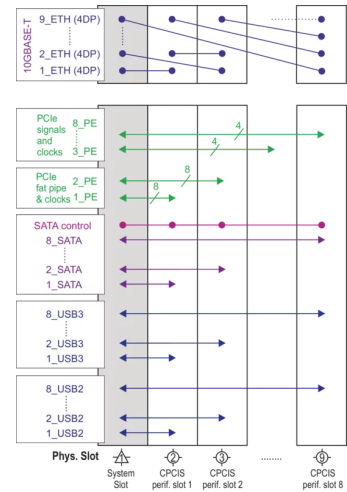 10GBASE-T
9_ETH (4DP)
2_ETH (4DP)
1_ETH (4DP)
PCIe 8_PE
signals
and
clocks 3_PE
4
4
PCIe
fat pipe 2_PE
& clocks 1_PE
8
8
SATA control
8_SATA
2_SATA
1_SATA
8_USB3
2_USB3
1_USB3
8_USB2
2_USB2
1_USB2
Phys. Slot 1 2 3 ........ 9
System
Slot
CPCIS
perif. slot 1
CPCIS
perif. slot 2
CPCIS
perif. slot 8